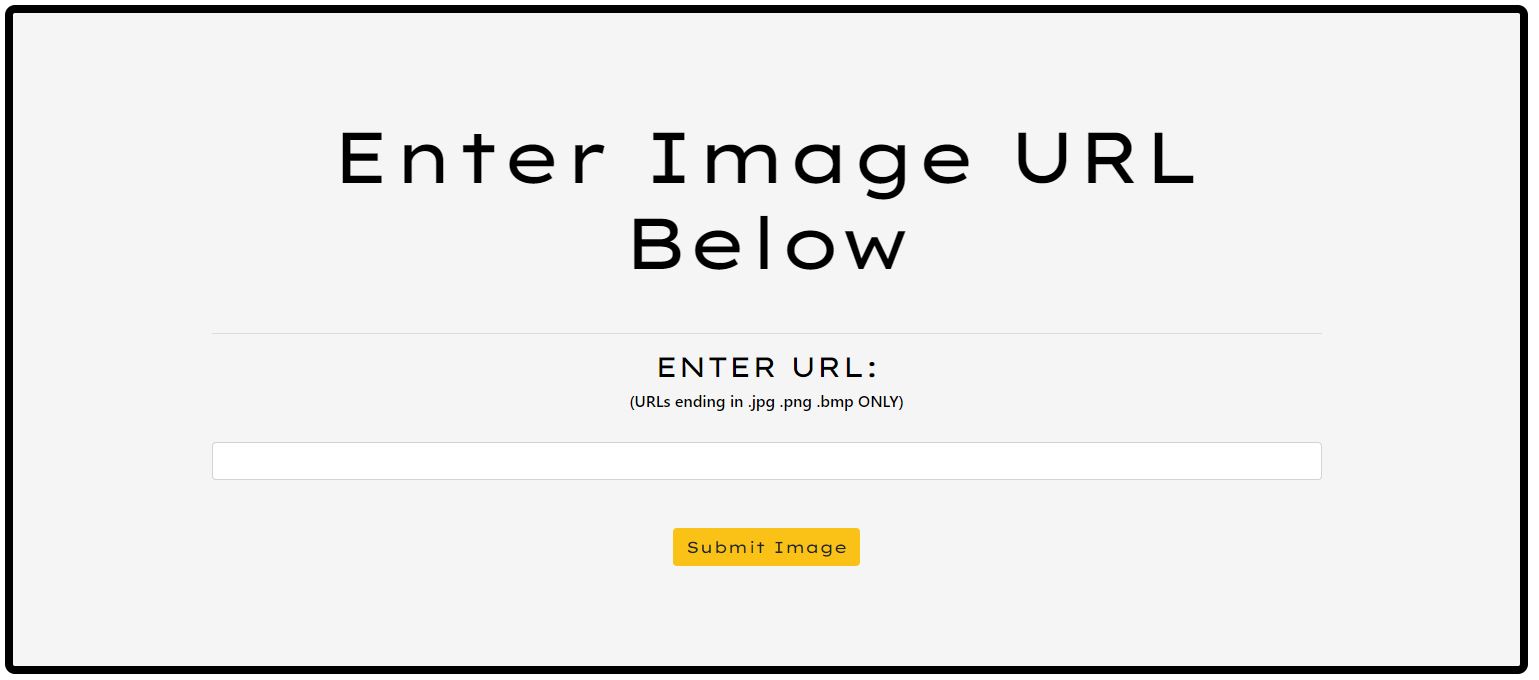 Enter Image URL
Below
ENTER URL:
(URLs ending in .jpg .png .bmp ONLY)
Submit Image